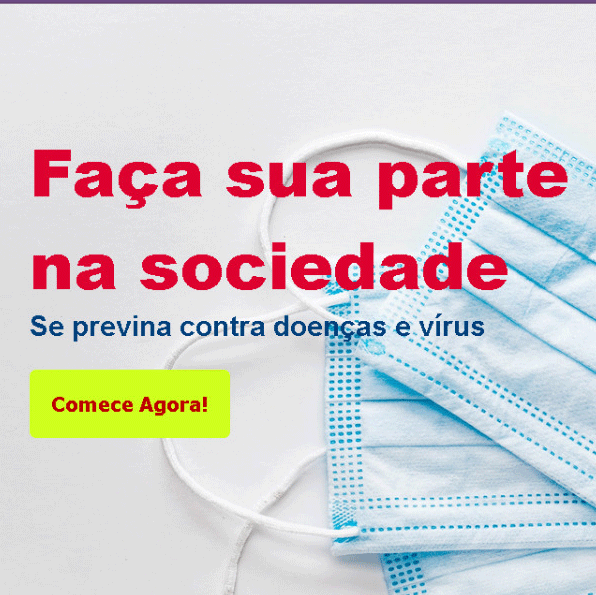 Faça sua parte
na sociedade
Se previna contra doenças e vírus
Comece Agora!